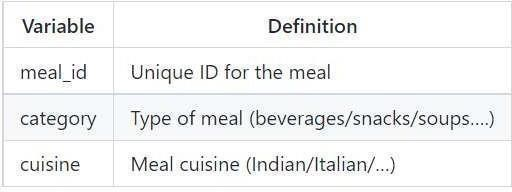 Variable Definition
meal_id Unique ID for the meal
category Type of meal (beverages/snacks/soups....)
cuisine Meal cuisine (Indian/Italian/...)